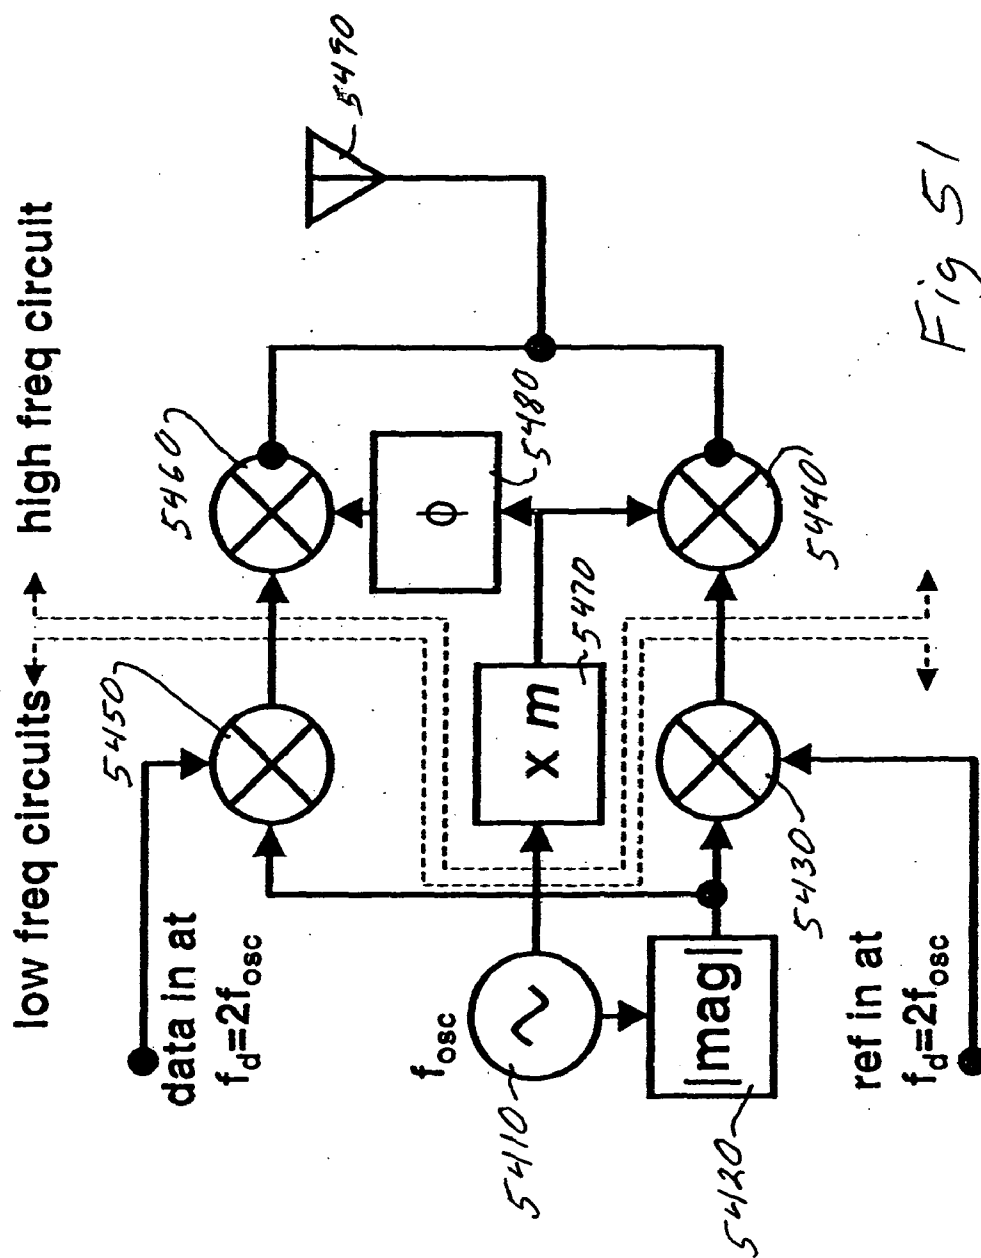 low freq circuits
high freq circuit
5450
5460
5490
data in at
f_d=2f_osc
ϕ
5480
f_osc
5410
x m
5470
|mag|
5420
5430
5440
ref in at
f_d=2f_osc
Fig 51